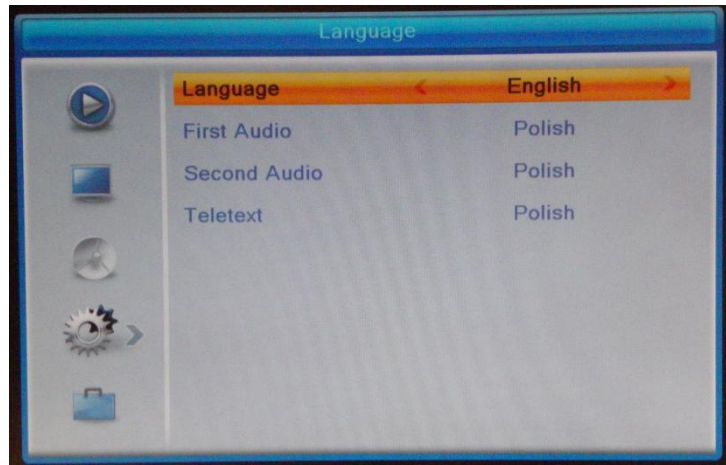 Language
Language English
First Audio Polish
Second Audio Polish
Teletext Polish